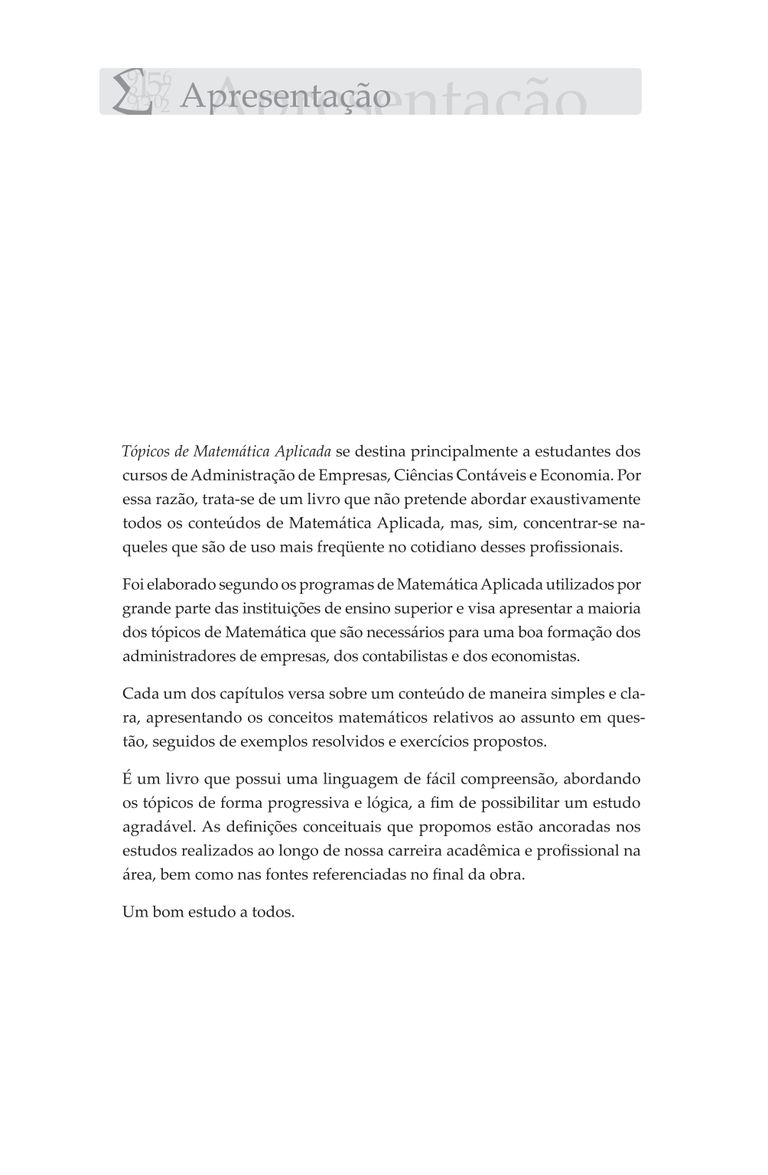 Apresentação
Tópicos de Matemática Aplicada se destina principalmente a estudantes dos
cursos de Administração de Empresas, Ciências Contáveis e Economia. Por
essa razão, trata-se de um livro que não pretende abordar exaustivamente
todos os conteúdos de Matemática Aplicada, mas, sim, concentrar-se na-
queles que são de uso mais freqüente no cotidiano desses profissionais.
Foi elaborado segundo os programas de Matemática Aplicada utilizados por
grande parte das instituições de ensino superior e visa apresentar a maioria
dos tópicos de Matemática que são necessários para uma boa formação dos
administradores de empresas, dos contabilistas e dos economistas.
Cada um dos capítulos versa sobre um conteúdo de maneira simples e cla-
ra, apresentando os conceitos matemáticos relativos ao assunto em ques-
tão, seguidos de exemplos resolvidos e exercícios propostos.
É um livro que possui uma linguagem de fácil compreensão, abordando
os tópicos de forma progressiva e lógica, a fim de possibilitar um estudo
agradável. As definições conceituais que propomos estão ancoradas nos
estudos realizados ao longo de nossa carreira acadêmica e profissional na
área, bem como nas fontes referenciadas no final da obra.
Um bom estudo a todos.